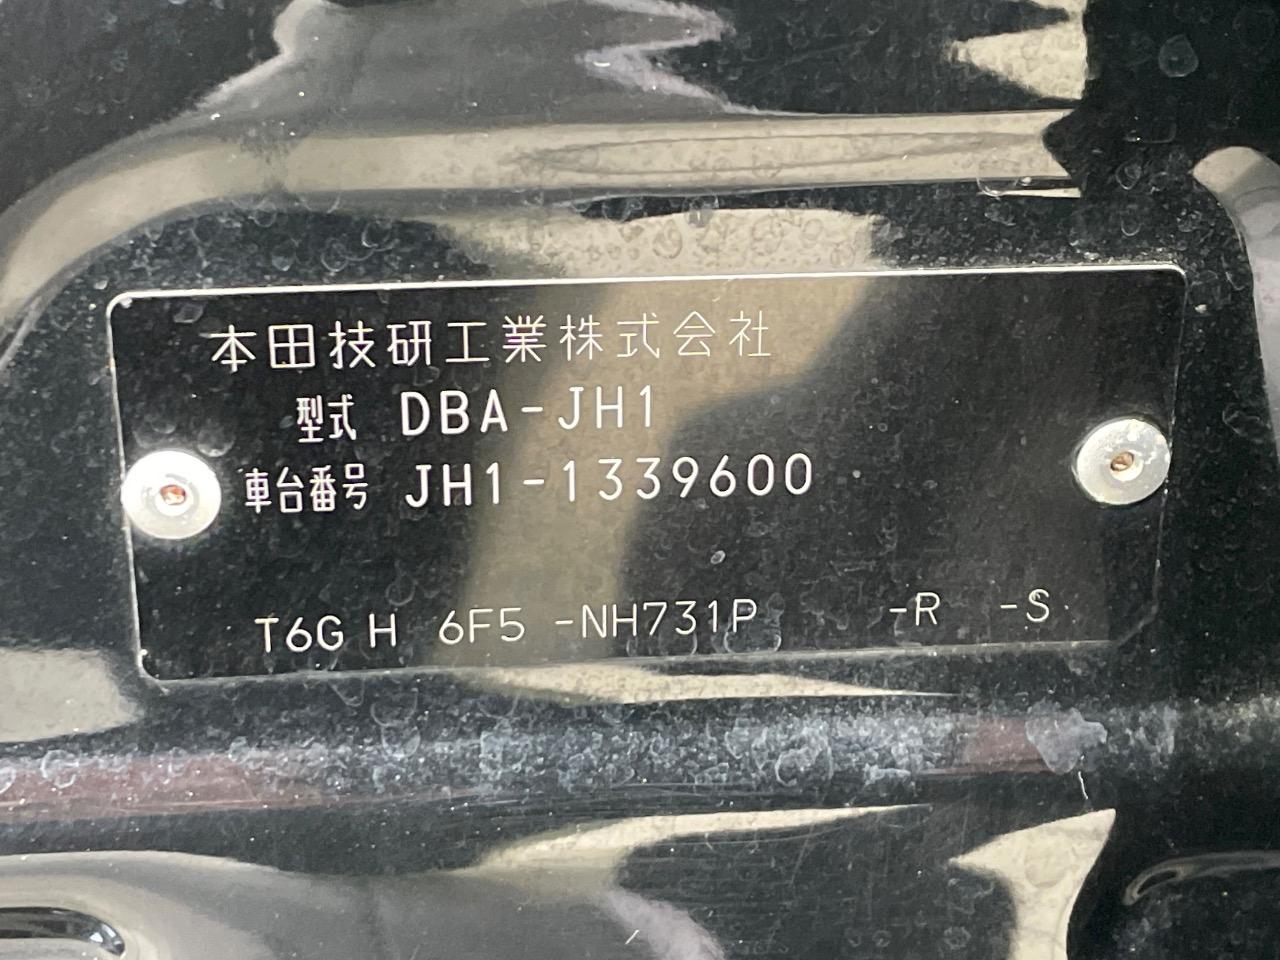 本田技研工業株式会社
型式 DBA-JH1
車台番号 JH1-1339600
T6G H 6F5 -NH731P -R -S